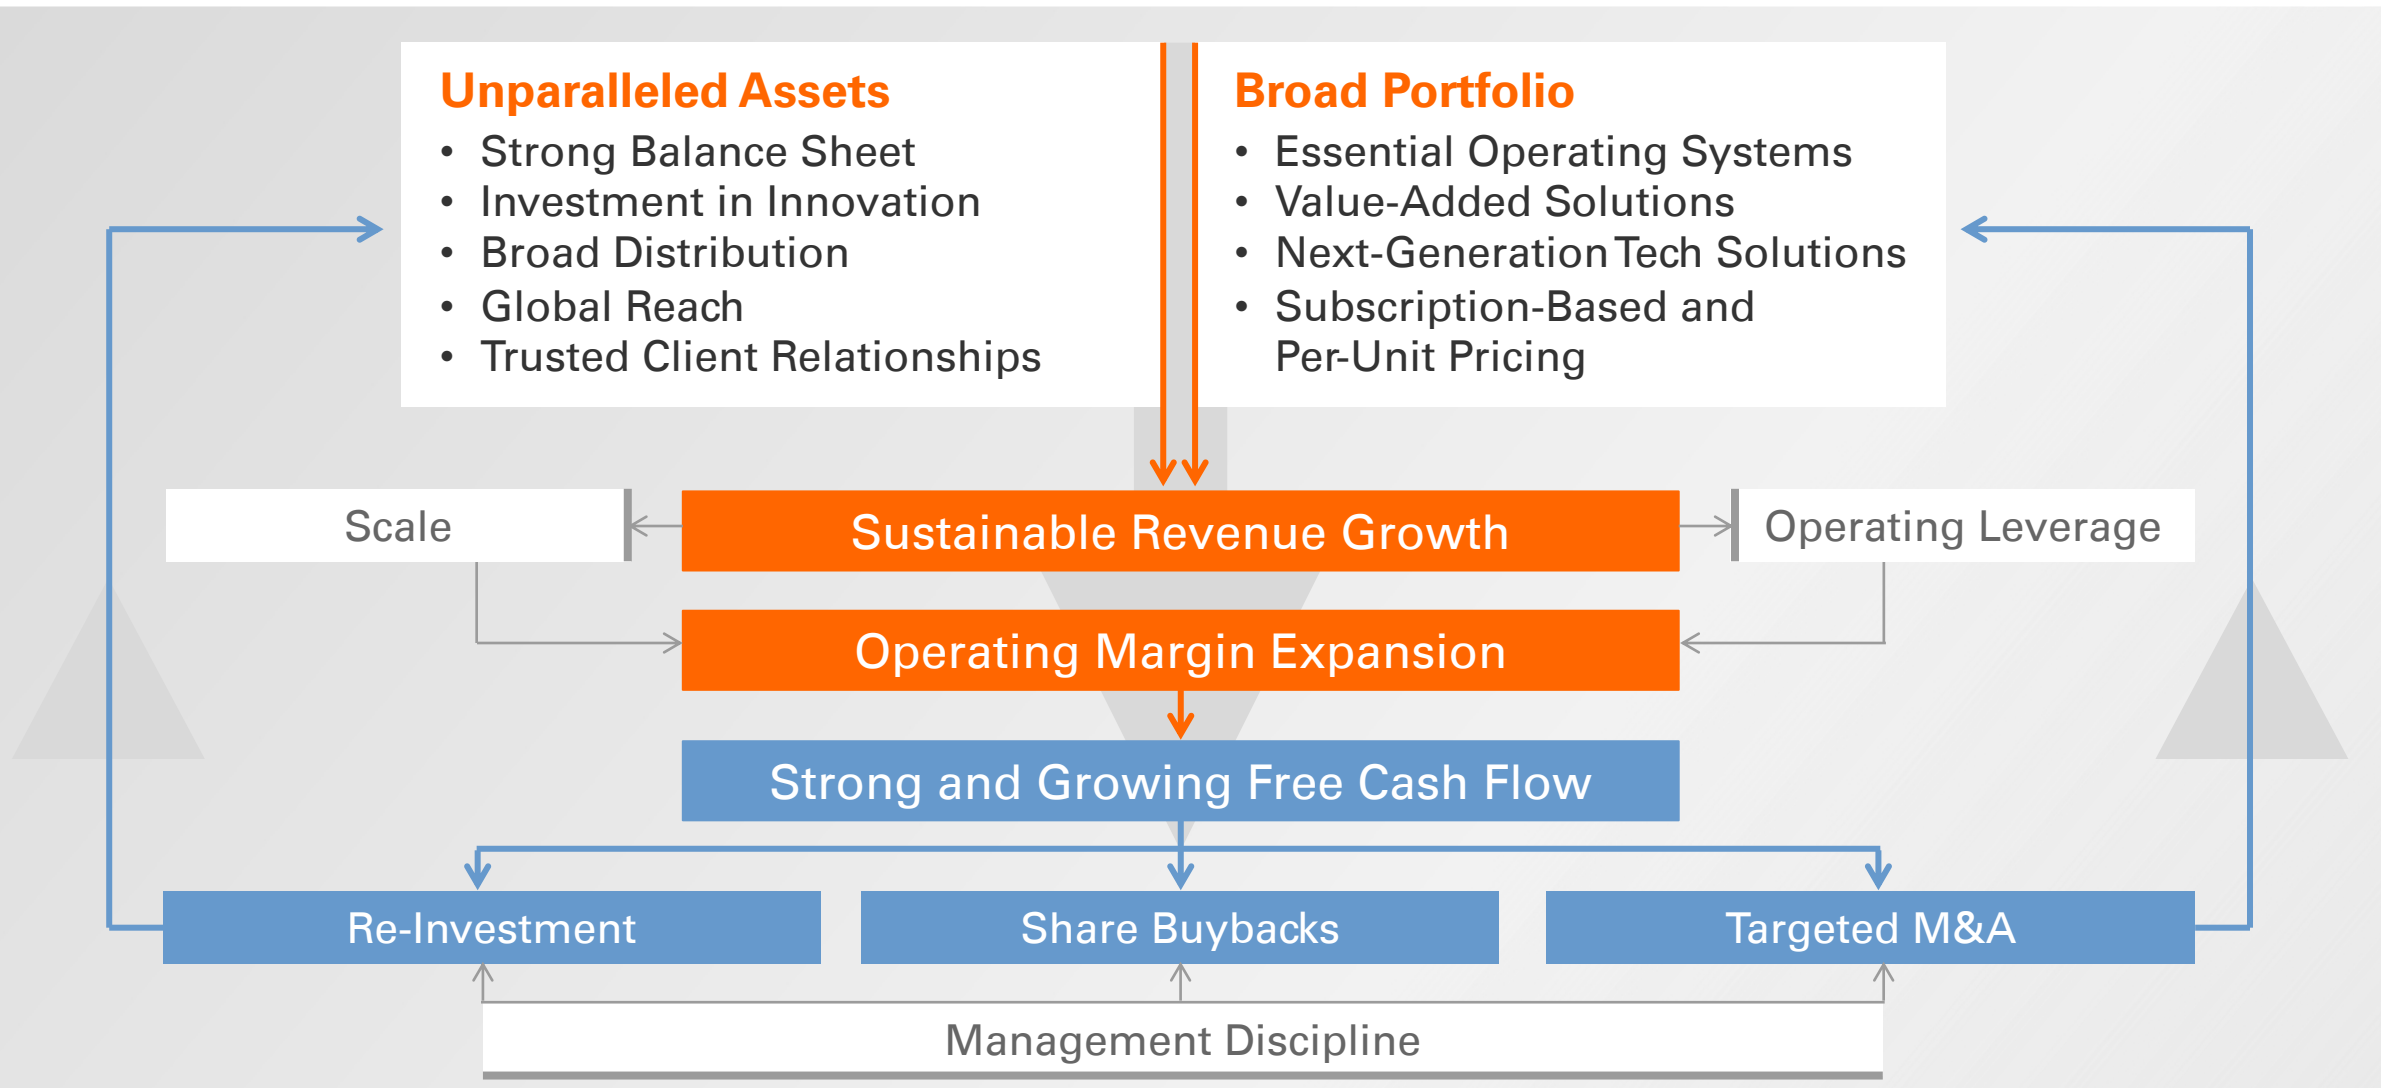 Unparalleled Assets
• Strong Balance Sheet
• Investment in Innovation
• Broad Distribution
• Global Reach
• Trusted Client Relationships
Broad Portfolio
• Essential Operating Systems
• Value-Added Solutions
• Next-Generation Tech Solutions
• Subscription-Based and
Per-Unit Pricing
Scale
Sustainable Revenue Growth
Operating Leverage
Operating Margin Expansion
Strong and Growing Free Cash Flow
Re-Investment
Share Buybacks
Targeted M&A
Management Discipline